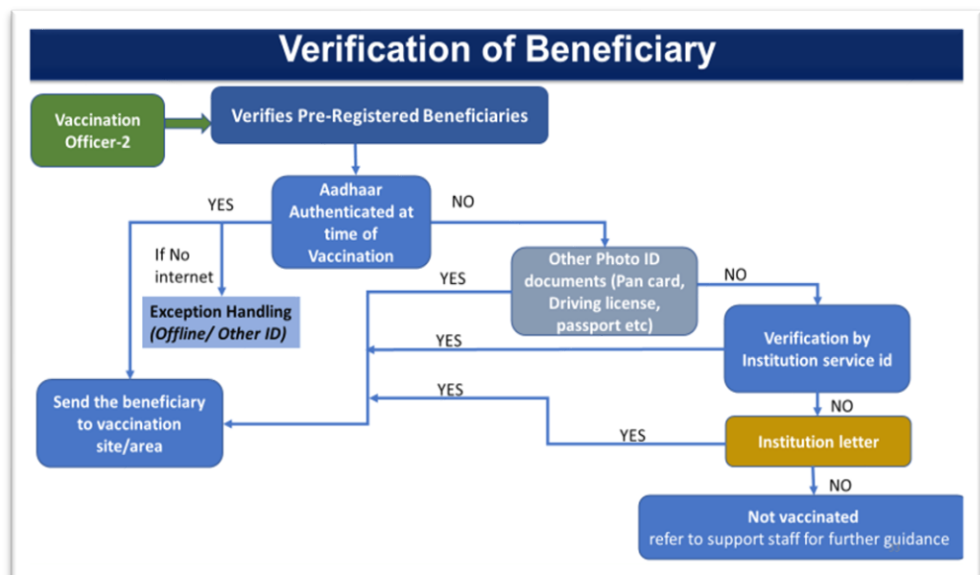 Verification of Beneficiary
Vaccination
Officer-2
Verifies Pre-Registered Beneficiaries
Aadhaar
Authenticated at
time of
Vaccination
YES
NO
If No
internet
Exception Handling
(Offline/ Other ID)
Other Photo ID
documents (Pan card,
Driving license,
passport etc)
YES
NO
Verification by
Institution service id
YES
NO
Send the beneficiary
to vaccination
site/area
YES
YES
Institution letter
NO
Not vaccinated
refer to support staff for further guidance